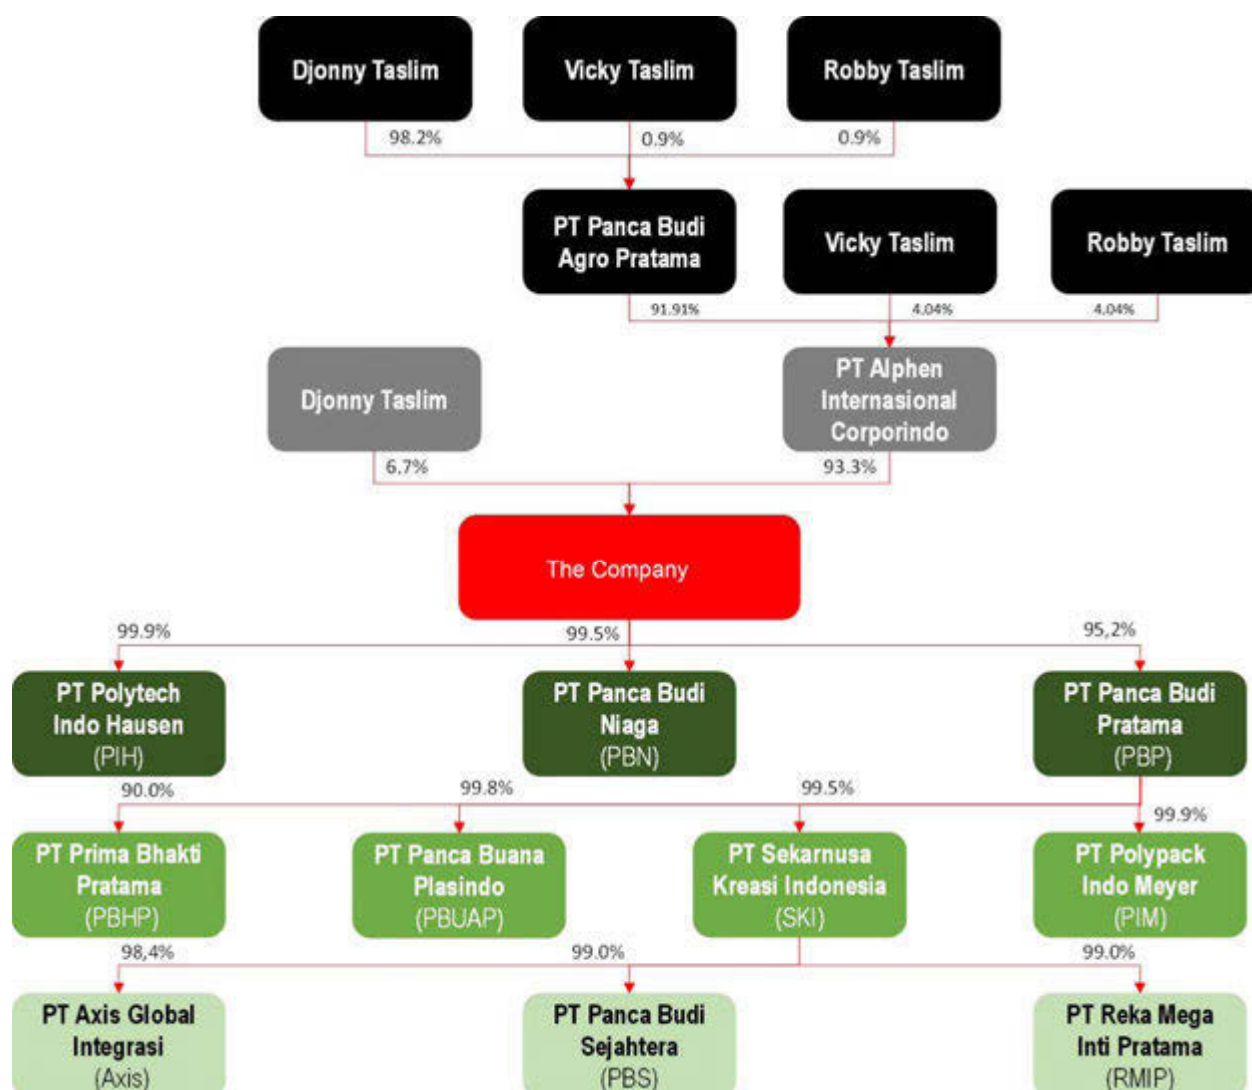 Djonny Taslim
Vicky Taslim
Robby Taslim
98.2%
0.9%
0.9%
PT Panca Budi
Agro Pratama
Vicky Taslim
Robby Taslim
91.91%
4.04%
4.04%
Djonny Taslim
PT Alphen
Internasional
Corporindo
6.7%
93.3%
The Company
99.9%
99.5%
95,2%
PT Polytech
Indo Hausen
(PIH)
PT Panca Budi
Niaga
(PBN)
PT Panca Budi
Pratama
(PBP)
90.0%
99.8%
99.5%
99.9%
PT Prima Bhakti
Pratama
(PBHP)
PT Panca Buana
Plasindo
(PBUAP)
PT Sekarnusa
Kreasi Indonesia
(SKI)
PT Polypack
Indo Meyer
(PIM)
98,4%
99.0%
99.0%
PT Axis Global
Integrasi
(Axis)
PT Panca Budi
Sejahtera
(PBS)
PT Reka Mega
Inti Pratama
(RMIP)